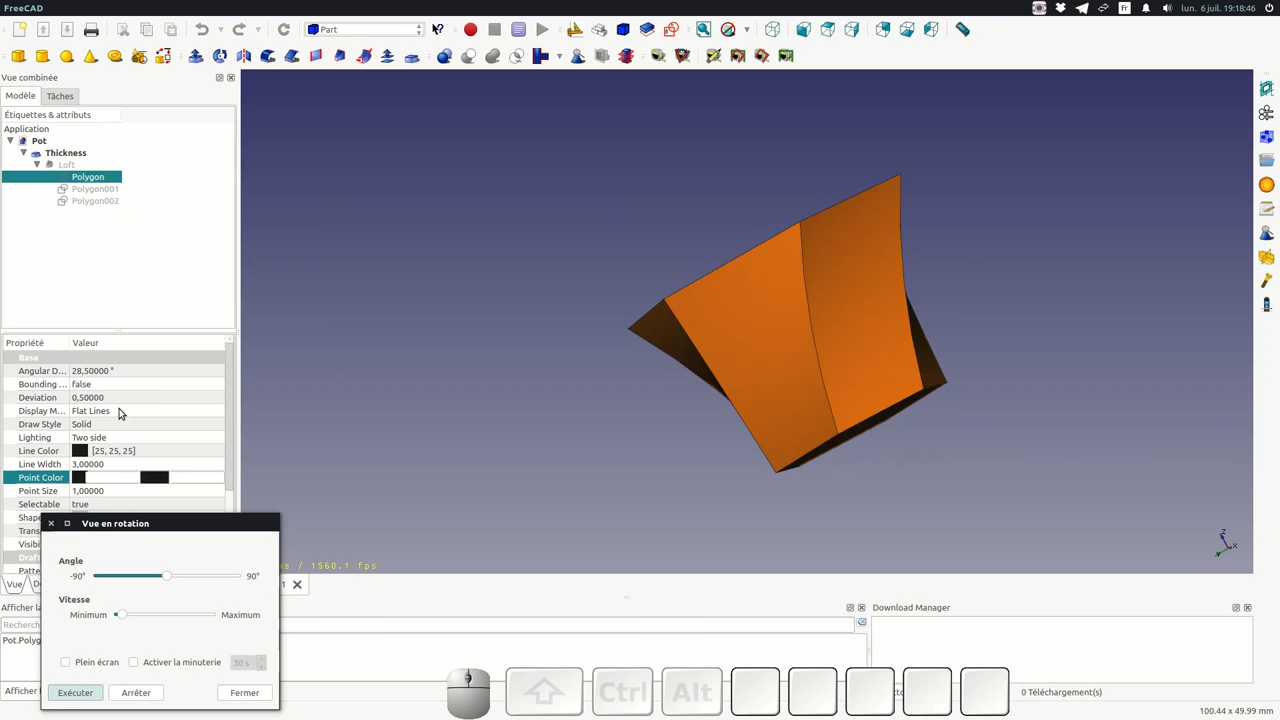 FreeCAD
Fr
lun. 6 juil, 19:18:46
Part
Vue combinée
Modèle
Tâches
Étiquettes & attributs
Application
Pot
Thickness
Loft
Polygon
Polygon001
Polygon002
Propriété Valeur
Base
Angular D... 28,50000 °
Bounding ... false
Deviation 0,50000
Display M... Flat Lines
Draw Style Solid
Lighting Two side
Line Color [25, 25, 25]
Line Width 3,00000
Point Color
Point Size 1,00000
Selectable true
Vue en rotation
Angle
-90° 90°
Vitesse
Minimum Maximum
Plein écran Activer la minuterie 30 s
Exécuter Arrêter Fermer
/ 1560.1 fps
Vue
Download Manager
Ctrl
Alt
0 Téléchargement(s)
100.44 x 49.99 mm
Z
X